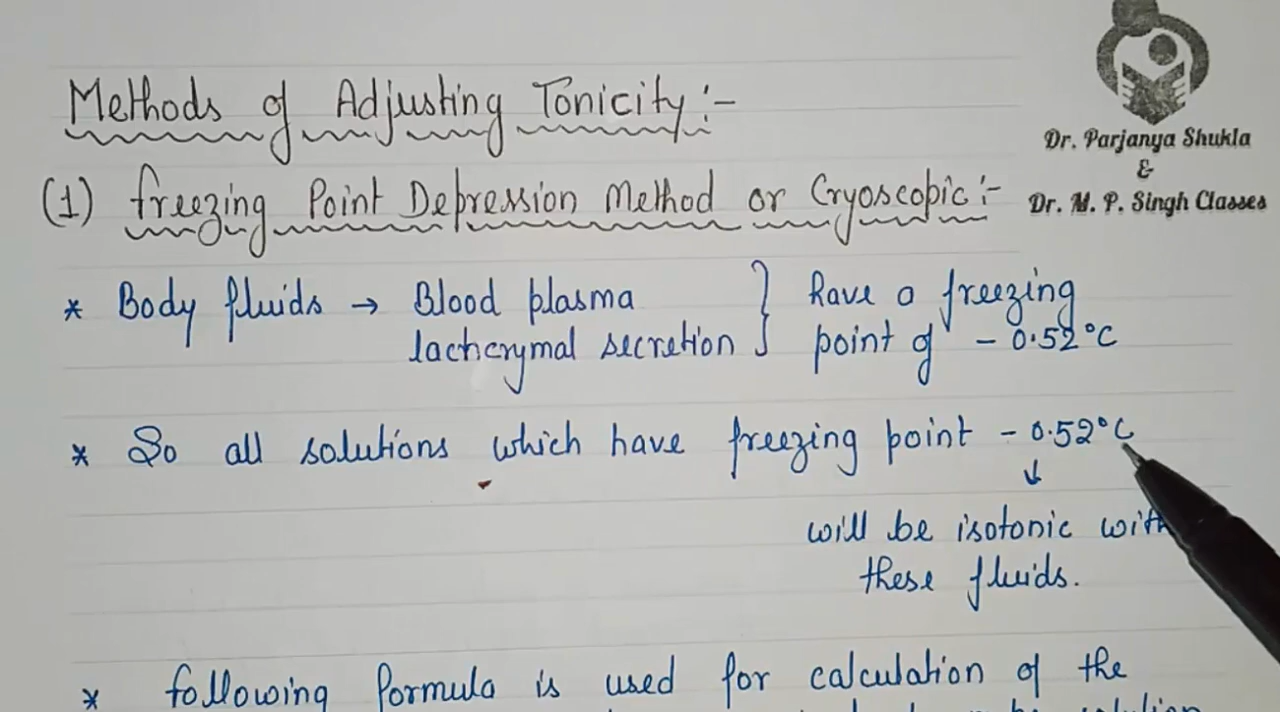 Methods of Adjusting Tonicity :-
Dr. Parjanya Shukla
&
Dr. M. P. Singh Classes
(1) freezing Point Depression Method or Cryoscopic :-
* Body fluids → Blood plasma } have a freezing
lachrymal secretion } point of - 0.52°C
* So all solutions which have freezing point - 0.52°C
↓
will be isotonic with
these fluids.
* following formula is used for calculation of the